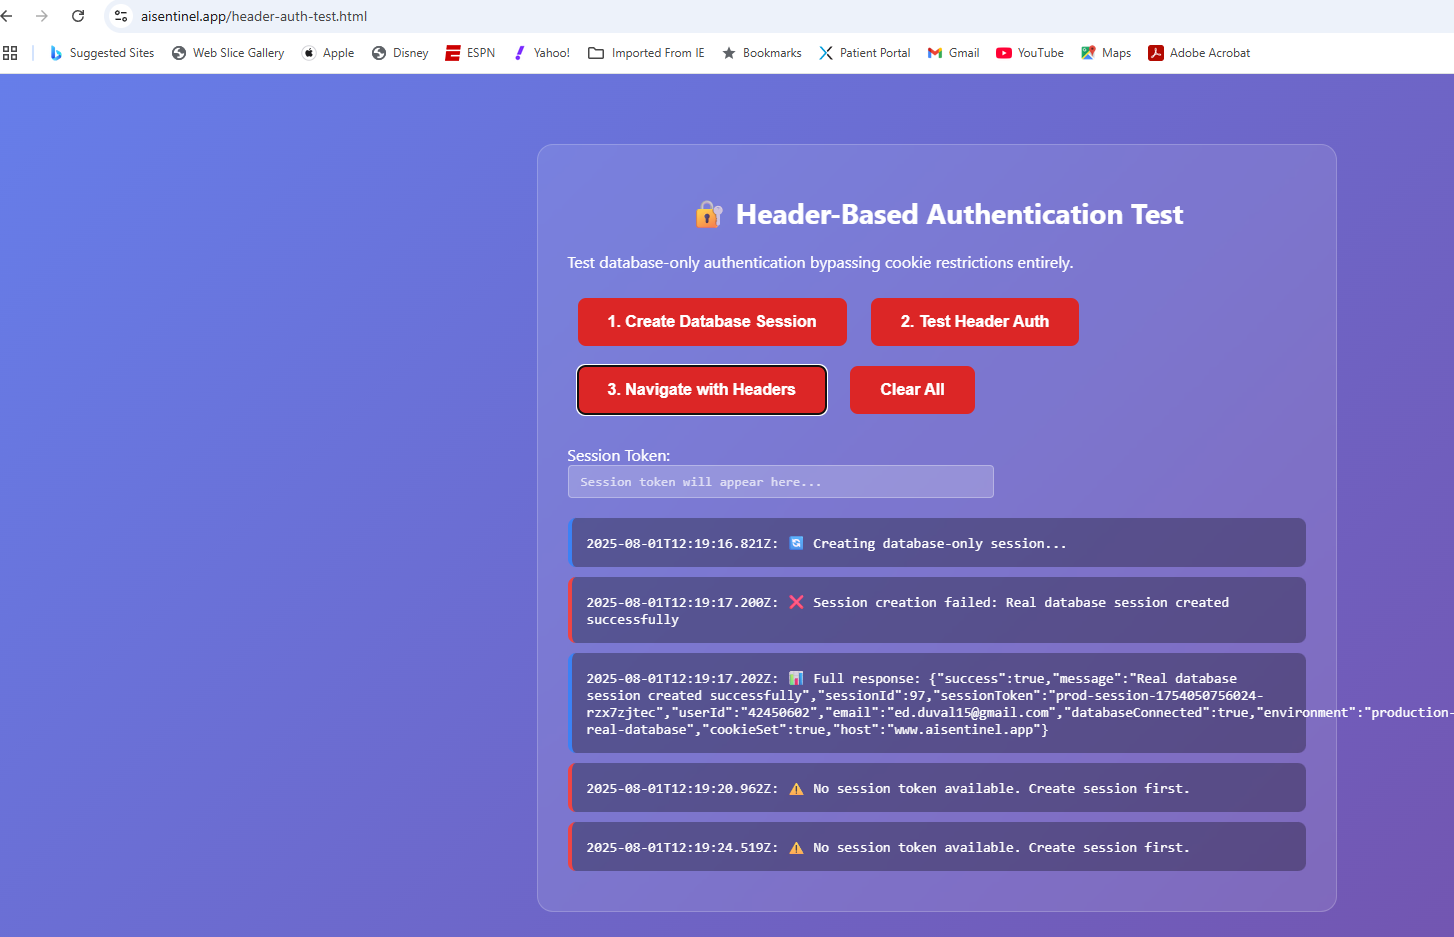 aisentinel.app/header-auth-test.html
Suggested Sites Web Slice Gallery Apple Disney ESPN Yahoo! Imported From IE Bookmarks Patient Portal Gmail YouTube Maps Adobe Acrobat
🔐 Header-Based Authentication Test
Test database-only authentication bypassing cookie restrictions entirely.
1. Create Database Session 2. Test Header Auth
3. Navigate with Headers Clear All
Session Token:
Session token will appear here...
2025-08-01T12:19:16.821Z: 🔄 Creating database-only session...
2025-08-01T12:19:17.200Z: ❌ Session creation failed: Real database session created
successfully
2025-08-01T12:19:17.202Z: 📊 Full response: {"success":true,"message":"Real database
session created successfully","sessionId":97,"sessionToken":"prod-session-1754050756024-
rzx7zjtec","userId":"42450602","email":"ed.duval15@gmail.com","databaseConnected":true,"environment":"production-
real-database","cookieSet":true,"host":"www.aisentinel.app"}
2025-08-01T12:19:20.962Z: ⚠️ No session token available. Create session first.
2025-08-01T12:19:24.519Z: ⚠️ No session token available. Create session first.